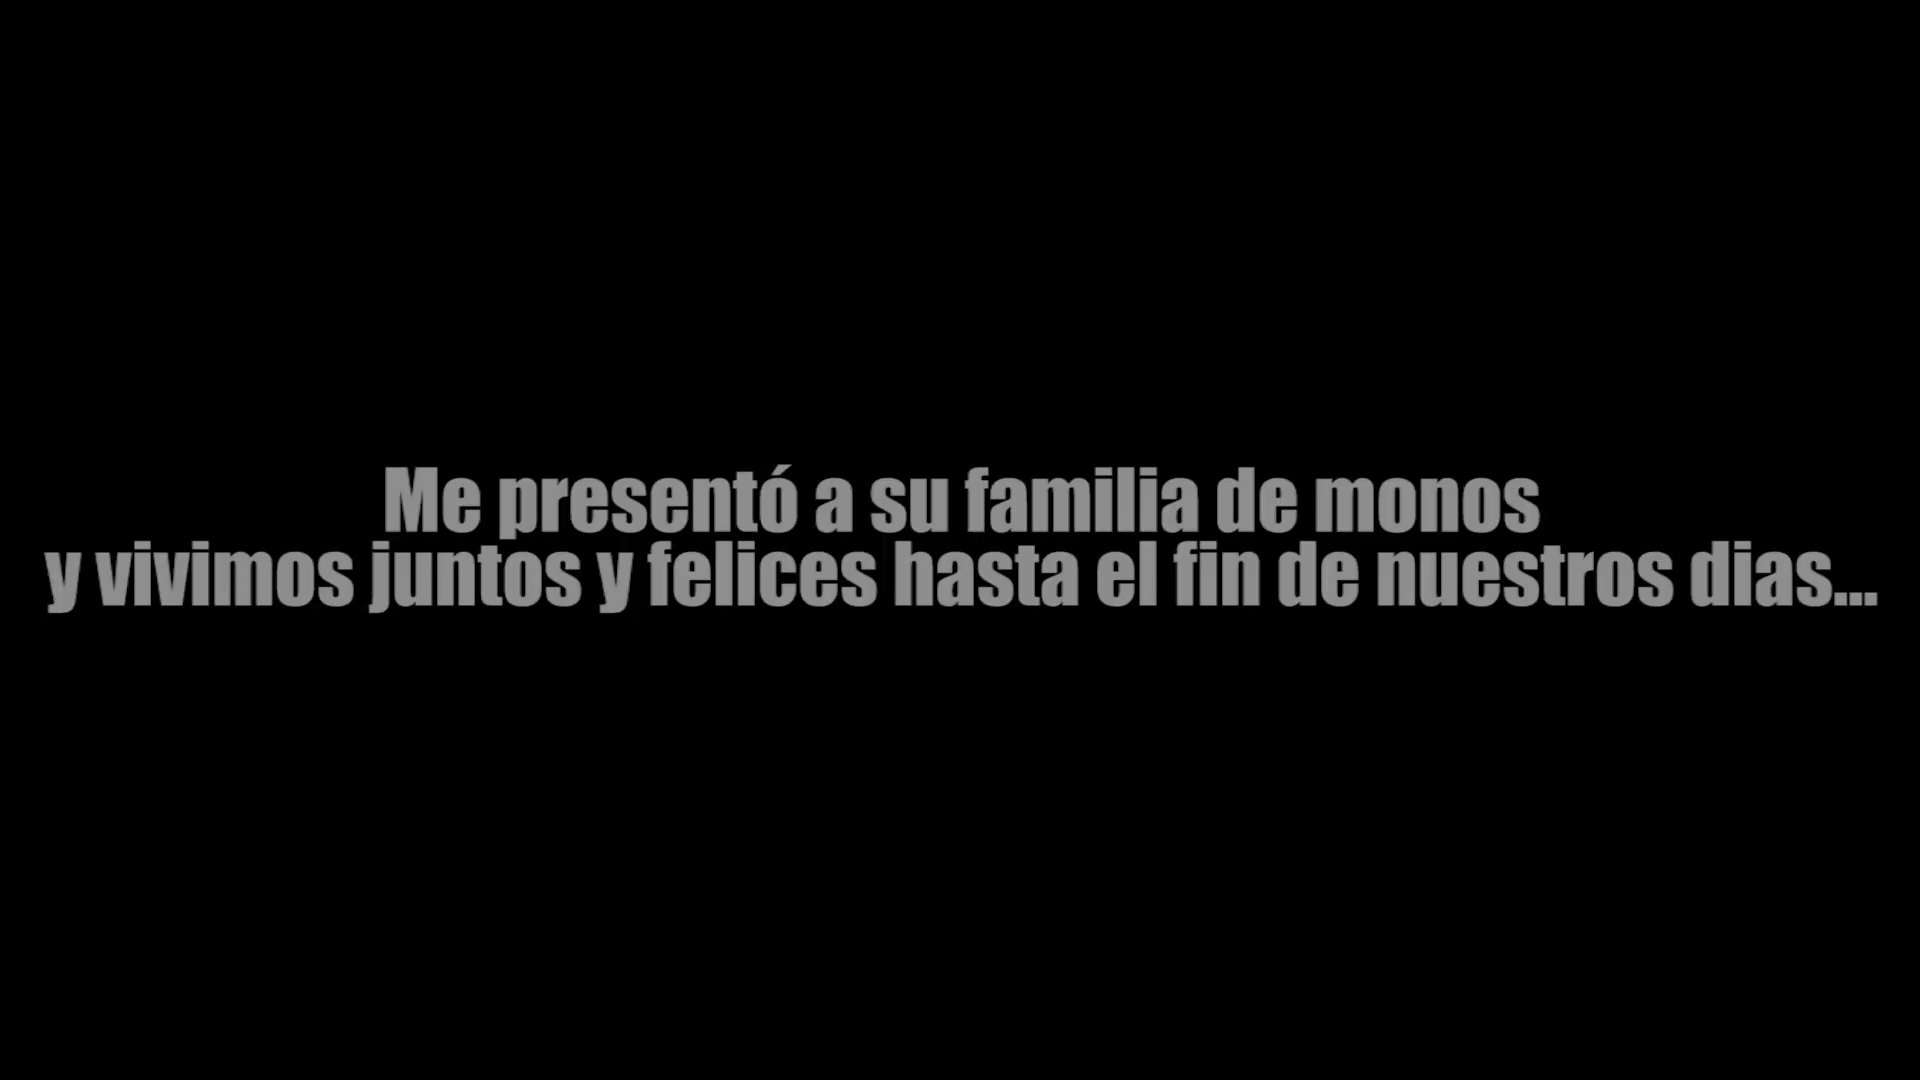 Me presentó a su familia de monos
y vivimos juntos y felices hasta el fin de nuestros dias...